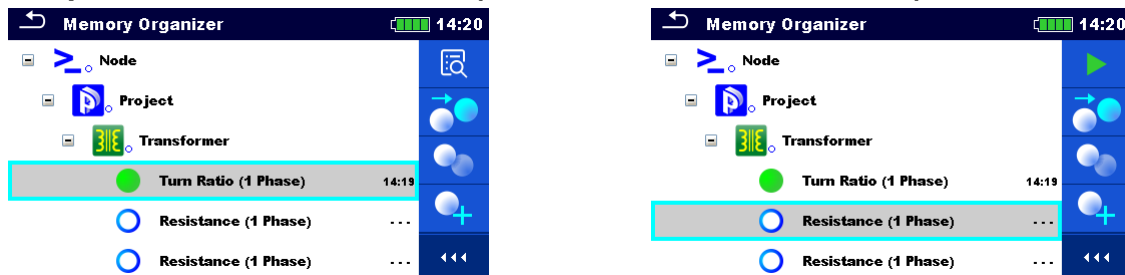 Memory Organizer 14:20
Node
Project
Transformer
Turn Ratio (1 Phase) 14:19
Resistance (1 Phase) ---
Resistance (1 Phase) ---
Memory Organizer 14:20
Node
Project
Transformer
Turn Ratio (1 Phase) 14:19
Resistance (1 Phase) ---
Resistance (1 Phase) ---